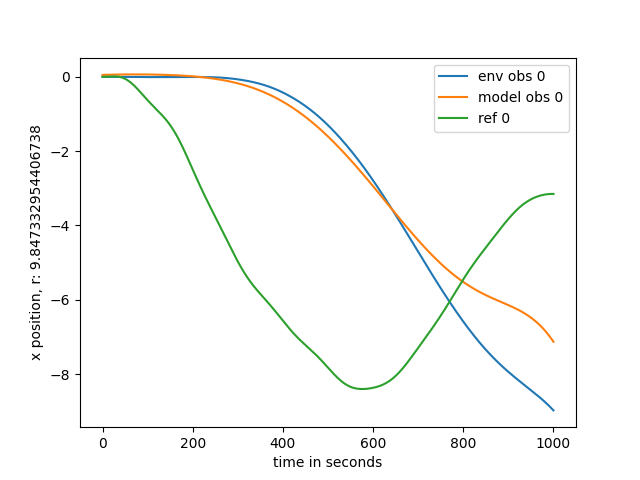 env obs 0
model obs 0
ref 0
0
−2
−4
−6
−8
x position, r: 9.847332954406738
0 200 400 600 800 1000
time in seconds